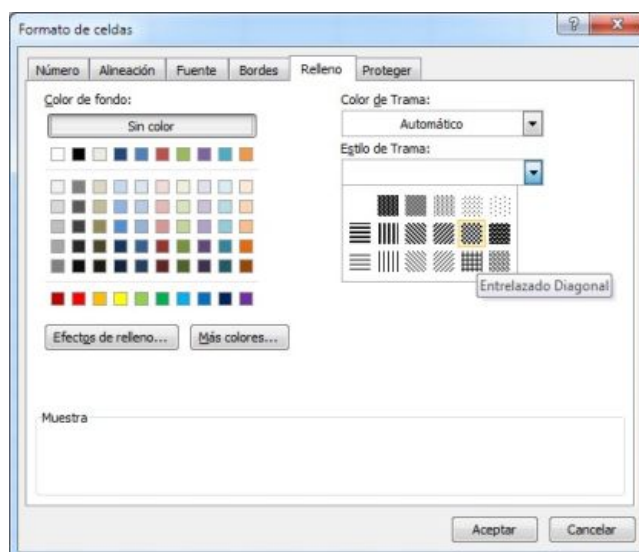 Formato de celdas
Número Alineación Fuente Bordes Relleno Proteger
Color de fondo:
Sin color
Color de Trama:
Automático
Estilo de Trama:
Entrelazado Diagonal
Efectos de relleno... Más colores...
Muestra
Aceptar Cancelar